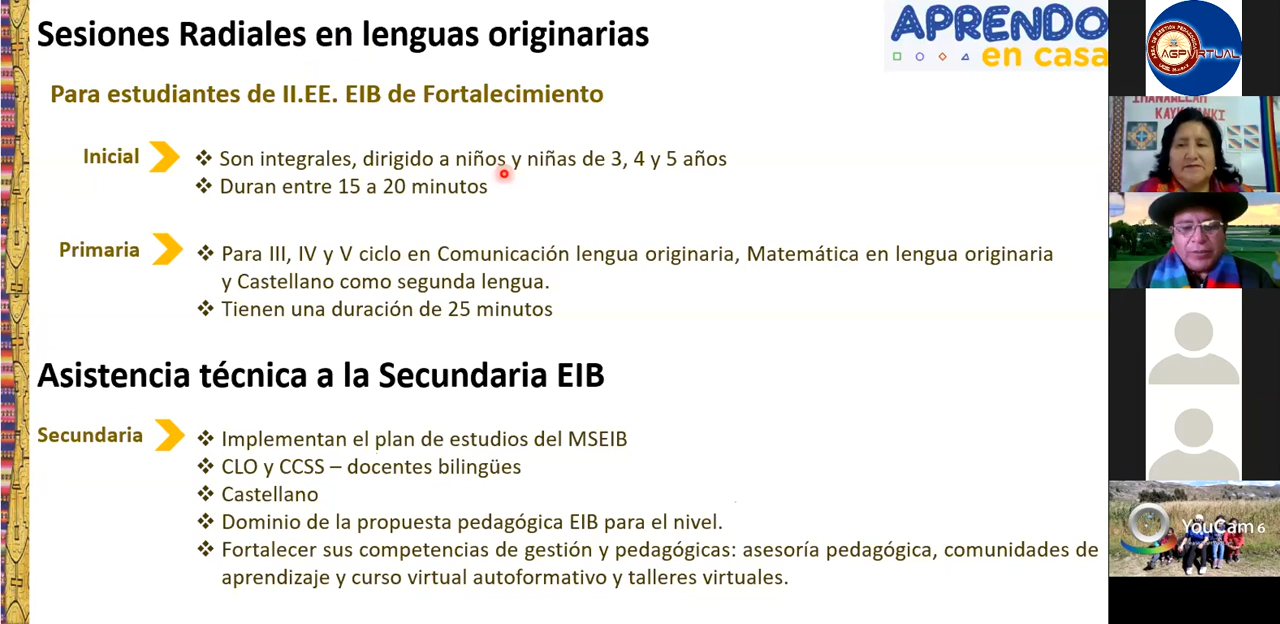 Sesiones Radiales en lenguas originarias
APRENDO
en casa
Para estudiantes de II.EE. EIB de Fortalecimiento
Inicial
❖ Son integrales, dirigido a niños y niñas de 3, 4 y 5 años
❖ Duran entre 15 a 20 minutos
Primaria
❖ Para III, IV y V ciclo en Comunicación lengua originaria, Matemática en lengua originaria
y Castellano como segunda lengua.
❖ Tienen una duración de 25 minutos
Asistencia técnica a la Secundaria EIB
Secundaria
❖ Implementan el plan de estudios del MSEIB
❖ CLO y CCSS – docentes bilingües
❖ Castellano
❖ Dominio de la propuesta pedagógica EIB para el nivel.
❖ Fortalecer sus competencias de gestión y pedagógicas: asesoría pedagógica, comunidades de
aprendizaje y curso virtual autoformativo y talleres virtuales.
AGPVIRTUAL
KAYKAYANKI
YouCam 6